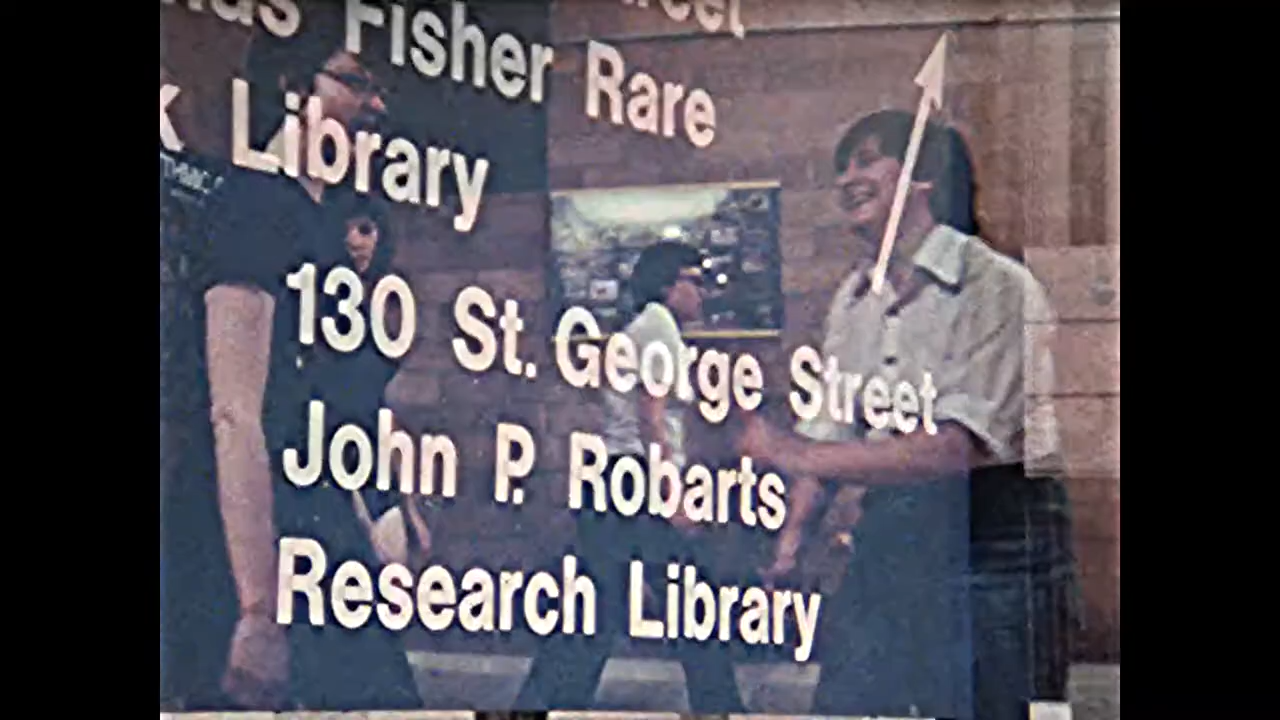 Fisher Rare
Library
130 St. George Street
John P. Robarts
Research Library